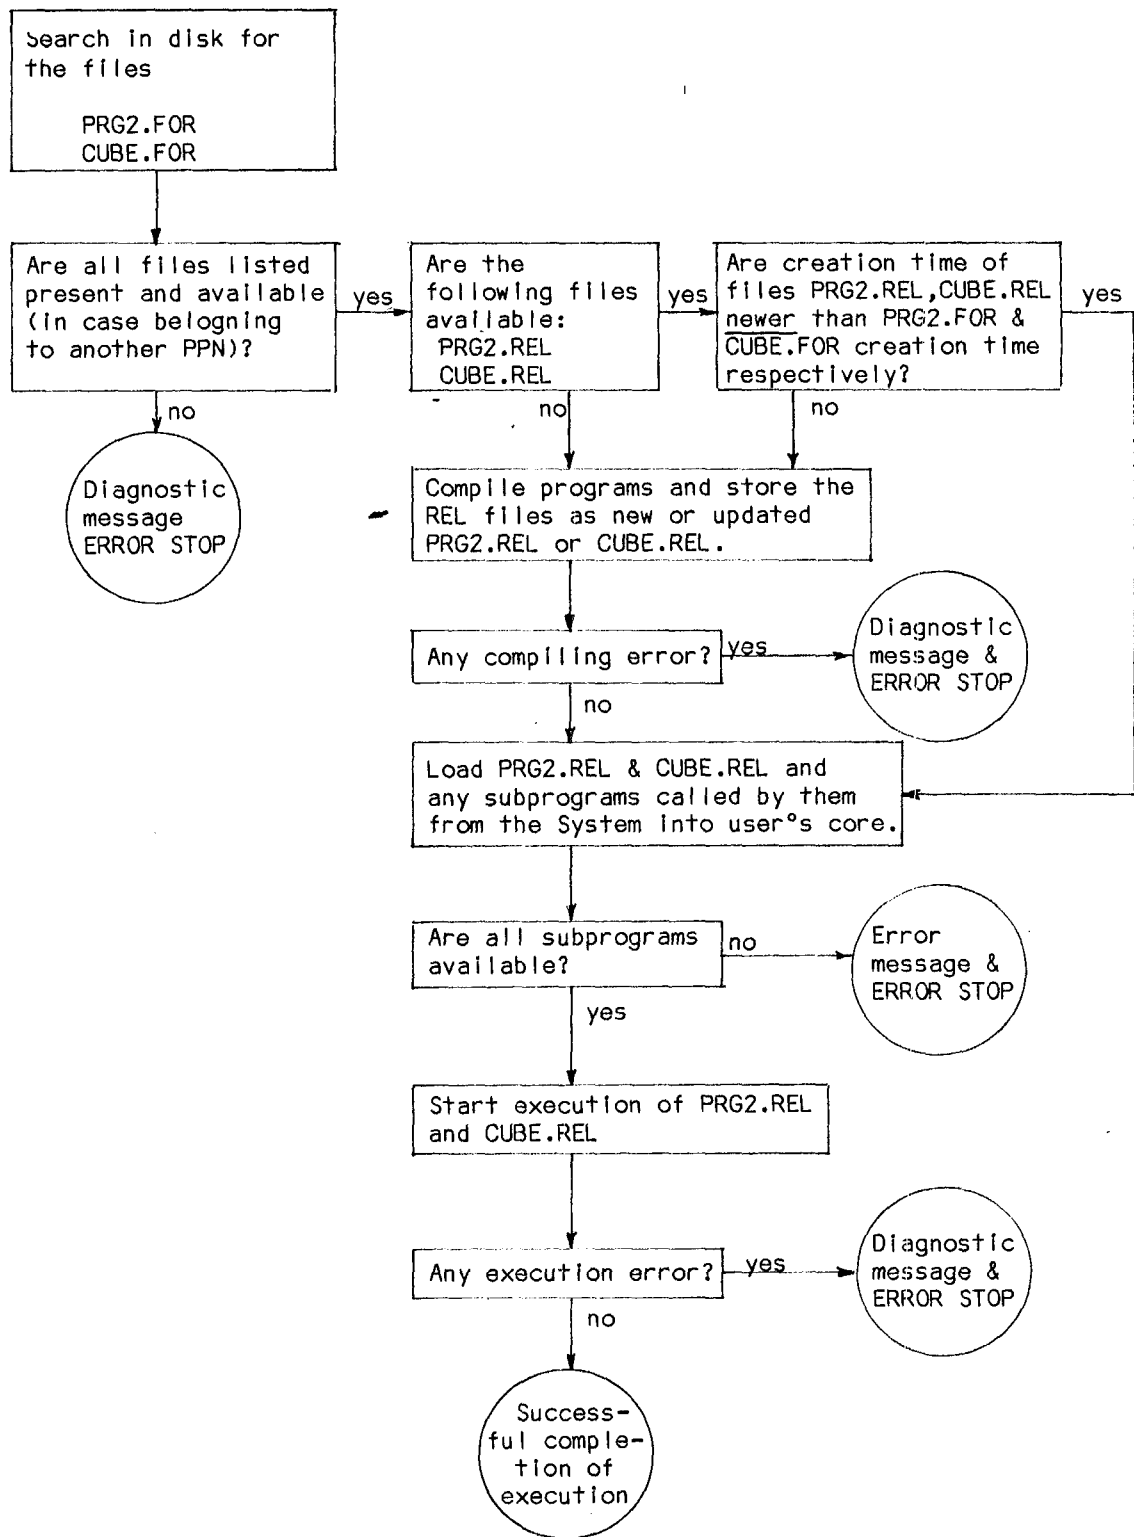 Search in disk for
the files
PRG2.FOR
CUBE.FOR
Are all files listed
present and available
(in case belogning
to another PPN)?
yes
no
Are the
following files
available:
PRG2.REL
CUBE.REL
yes
no
Are creation time of
files PRG2.REL,CUBE.REL
newer than PRG2.FOR &
CUBE.FOR creation time
respectively?
yes
no
Diagnostic
message
ERROR STOP
Compile programs and store the
REL files as new or updated
PRG2.REL or CUBE.REL.
Any compiling error?
yes
no
Diagnostic
message &
ERROR STOP
Load PRG2.REL & CUBE.REL and
any subprograms called by them
from the System into user°s core.
Are all subprograms
available?
no
yes
Error
message &
ERROR STOP
Start execution of PRG2.REL
and CUBE.REL
Any execution error?
yes
no
Diagnostic
message &
ERROR STOP
Success-
ful comple-
tion of
execution